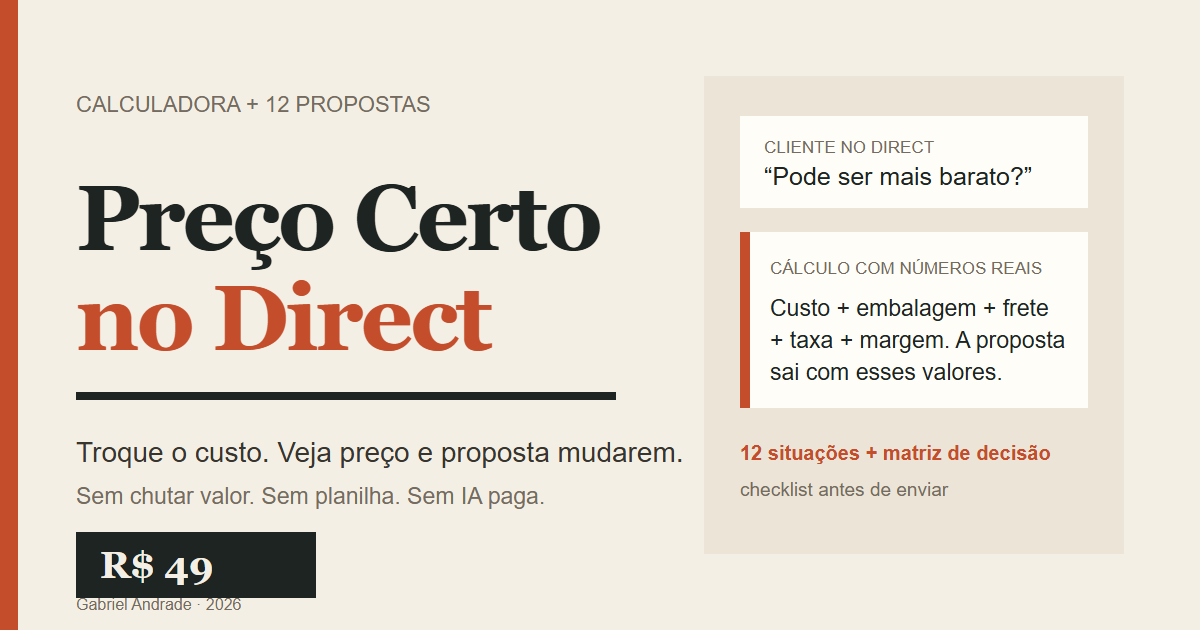 CALCULADORA + 12 PROPOSTAS
Preço Certo
no Direct
Troque o custo. Veja preço e proposta mudarem.
Sem chutar valor. Sem planilha. Sem IA paga.
R$ 49
Gabriel Andrade · 2026
CLIENTE NO DIRECT
“Pode ser mais barato?”
CÁLCULO COM NÚMEROS REAIS
Custo + embalagem + frete
+ taxa + margem. A proposta
sai com esses valores.
12 situações + matriz de decisão
checklist antes de enviar